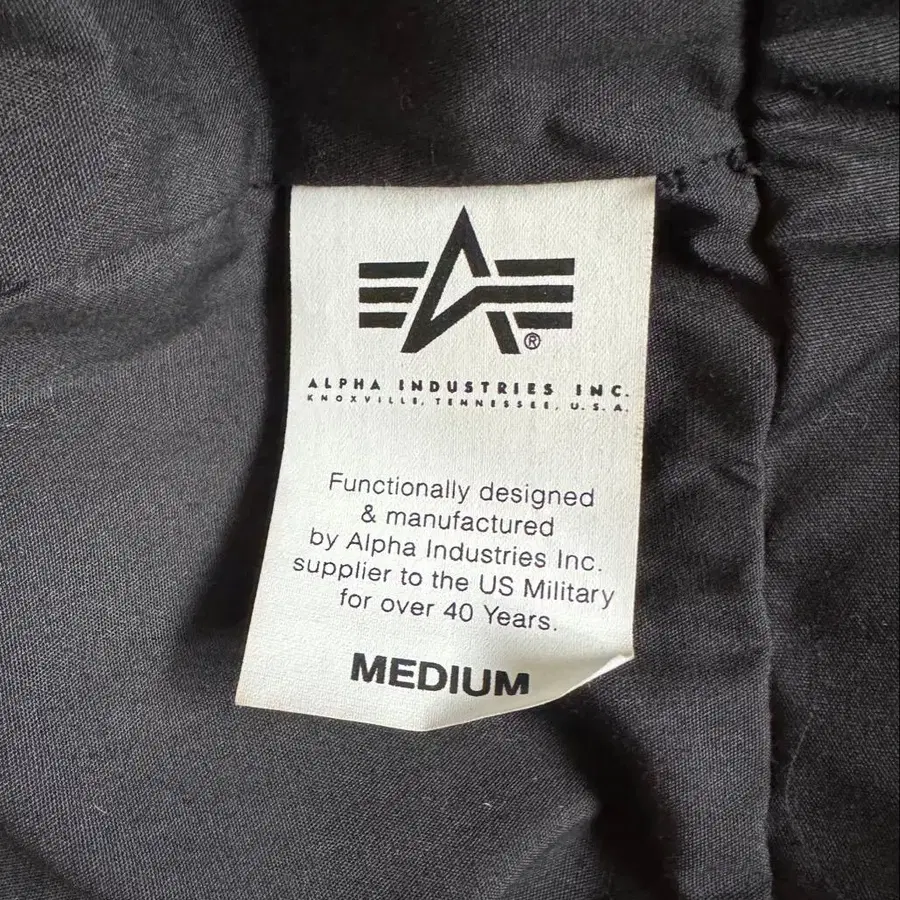 ®
ALPHA INDUSTRIES INC.
KNOXVILLE, TENNESSEE, U.S.A.
Functionally designed
& manufactured
by Alpha Industries Inc.
supplier to the US Military
for over 40 Years.
MEDIUM